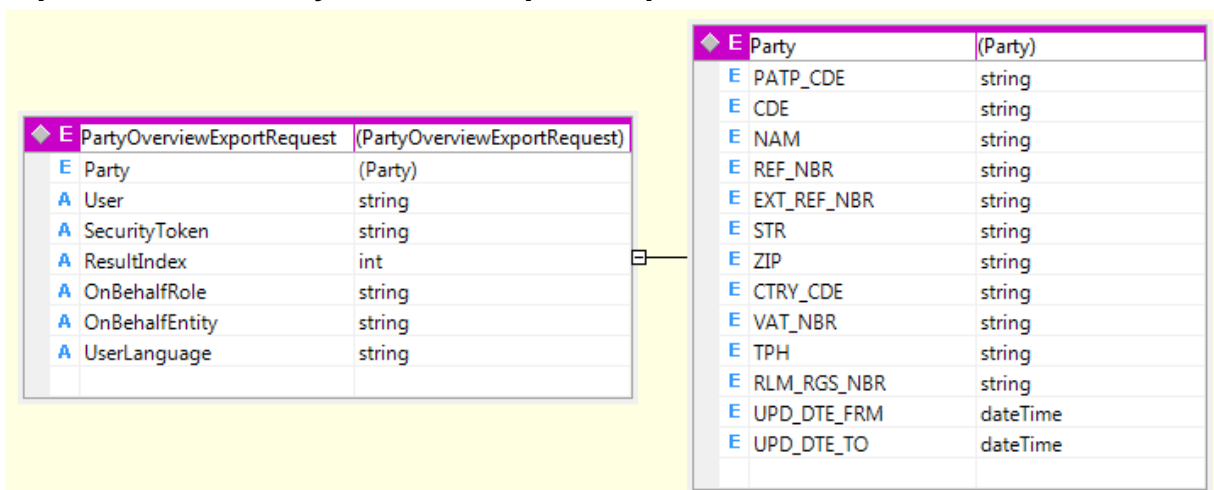 E PartyOverviewExportRequest (PartyOverviewExportRequest)
E Party (Party)
A User string
A SecurityToken string
A ResultIndex int
A OnBehalfRole string
A OnBehalfEntity string
A UserLanguage string
E Party (Party)
E PATP_CDE string
E CDE string
E NAM string
E REF_NBR string
E EXT_REF_NBR string
E STR string
E ZIP string
E CTRY_CDE string
E VAT_NBR string
E TPH string
E RLM_RGS_NBR string
E UPD_DTE_FRM dateTime
E UPD_DTE_TO dateTime